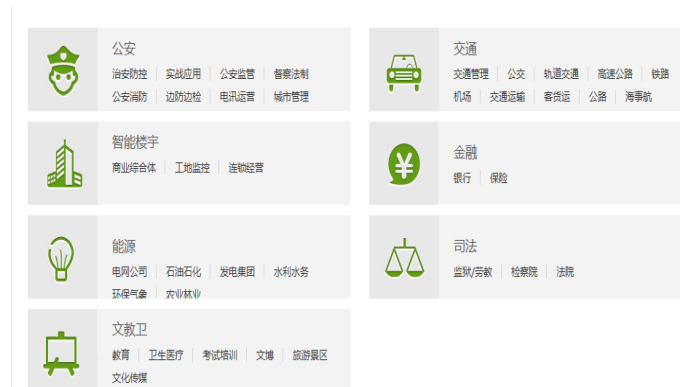 公安
治安防控 实战应用 公安监管 督察法制
公安消防 边防边检 电讯运营 城市管理
交通
交通管理 公交 轨道交通 高速公路 铁路
机场 交通运输 客货运 公路 海事航
智能楼宇
商业综合体 工地监控 连锁经营
金融
银行 保险
能源
电网公司 石油石化 发电集团 水利水务
环保气象 农业林业
司法
监狱/劳教 检察院 法院
文教卫
教育 卫生医疗 考试培训 文博 旅游景区
文化传媒